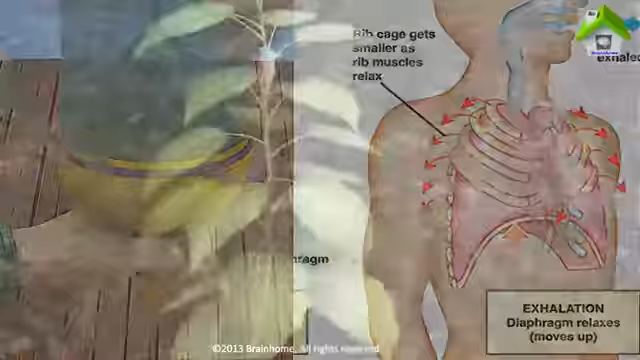 Rib cage gets
smaller as
rib muscles
relax
exhaled
hragm
EXHALATION
Diaphragm relaxes
(moves up)
©2013 Brainhome, All rights reserved